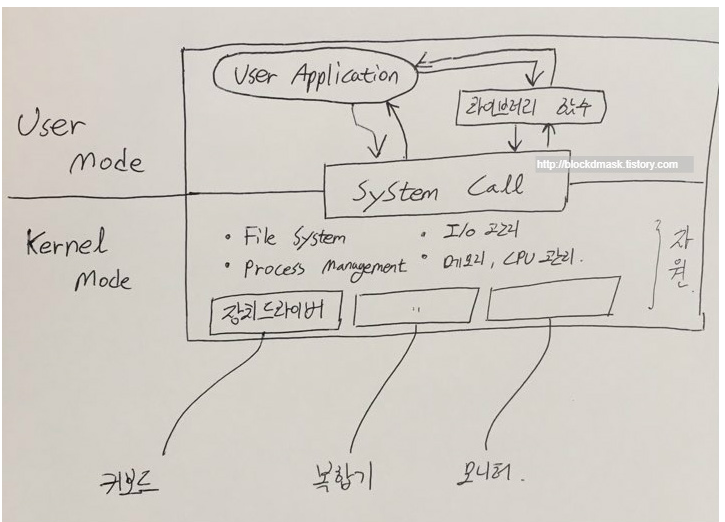 User Application
라이브러리 함수
User
Mode
http://blockdmask.tistory.com
System Call
Kernel
Mode
• File System
• I/o 관리
• Process Management
• 메모리, CPU 관리.
자원.
장치드라이버
..
키보드
복합기
모니터.